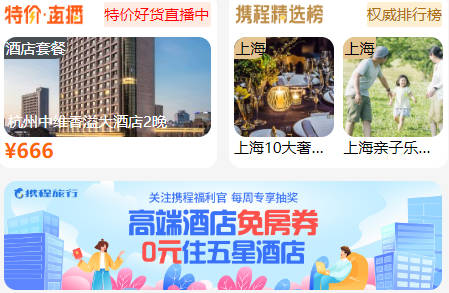 特价·直播
特价好货直播中
携程精选榜
权威排行榜
酒店套餐
上海
上海
杭州中维香溢大酒店2晚
上海10大奢...
上海亲子乐...
¥666
携程旅行
关注携程福利官 每周专享抽奖
高端酒店免房券
0元住五星酒店